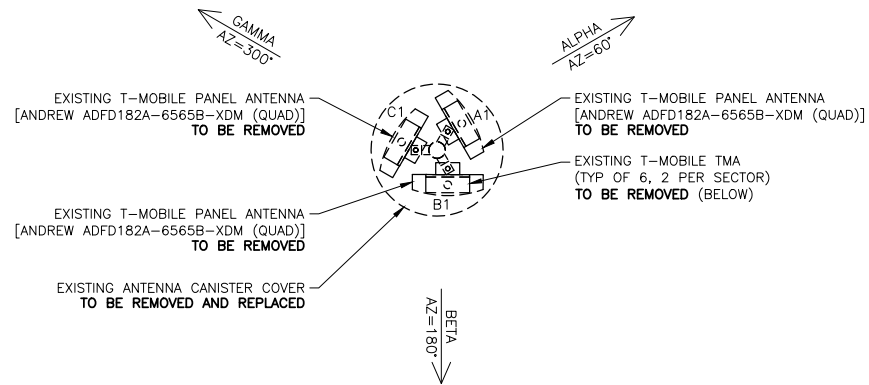 GAMMA
AZ=300°
ALPHA
AZ=60°
EXISTING T-MOBILE PANEL ANTENNA
[ANDREW ADFD182A-6565B-XDM (QUAD)]
TO BE REMOVED
C1
A1
EXISTING T-MOBILE PANEL ANTENNA
[ANDREW ADFD182A-6565B-XDM (QUAD)]
TO BE REMOVED
EXISTING T-MOBILE TMA
(TYP OF 6, 2 PER SECTOR)
TO BE REMOVED (BELOW)
B1
EXISTING T-MOBILE PANEL ANTENNA
[ANDREW ADFD182A-6565B-XDM (QUAD)]
TO BE REMOVED
EXISTING ANTENNA CANISTER COVER
TO BE REMOVED AND REPLACED
BETA
AZ=180°